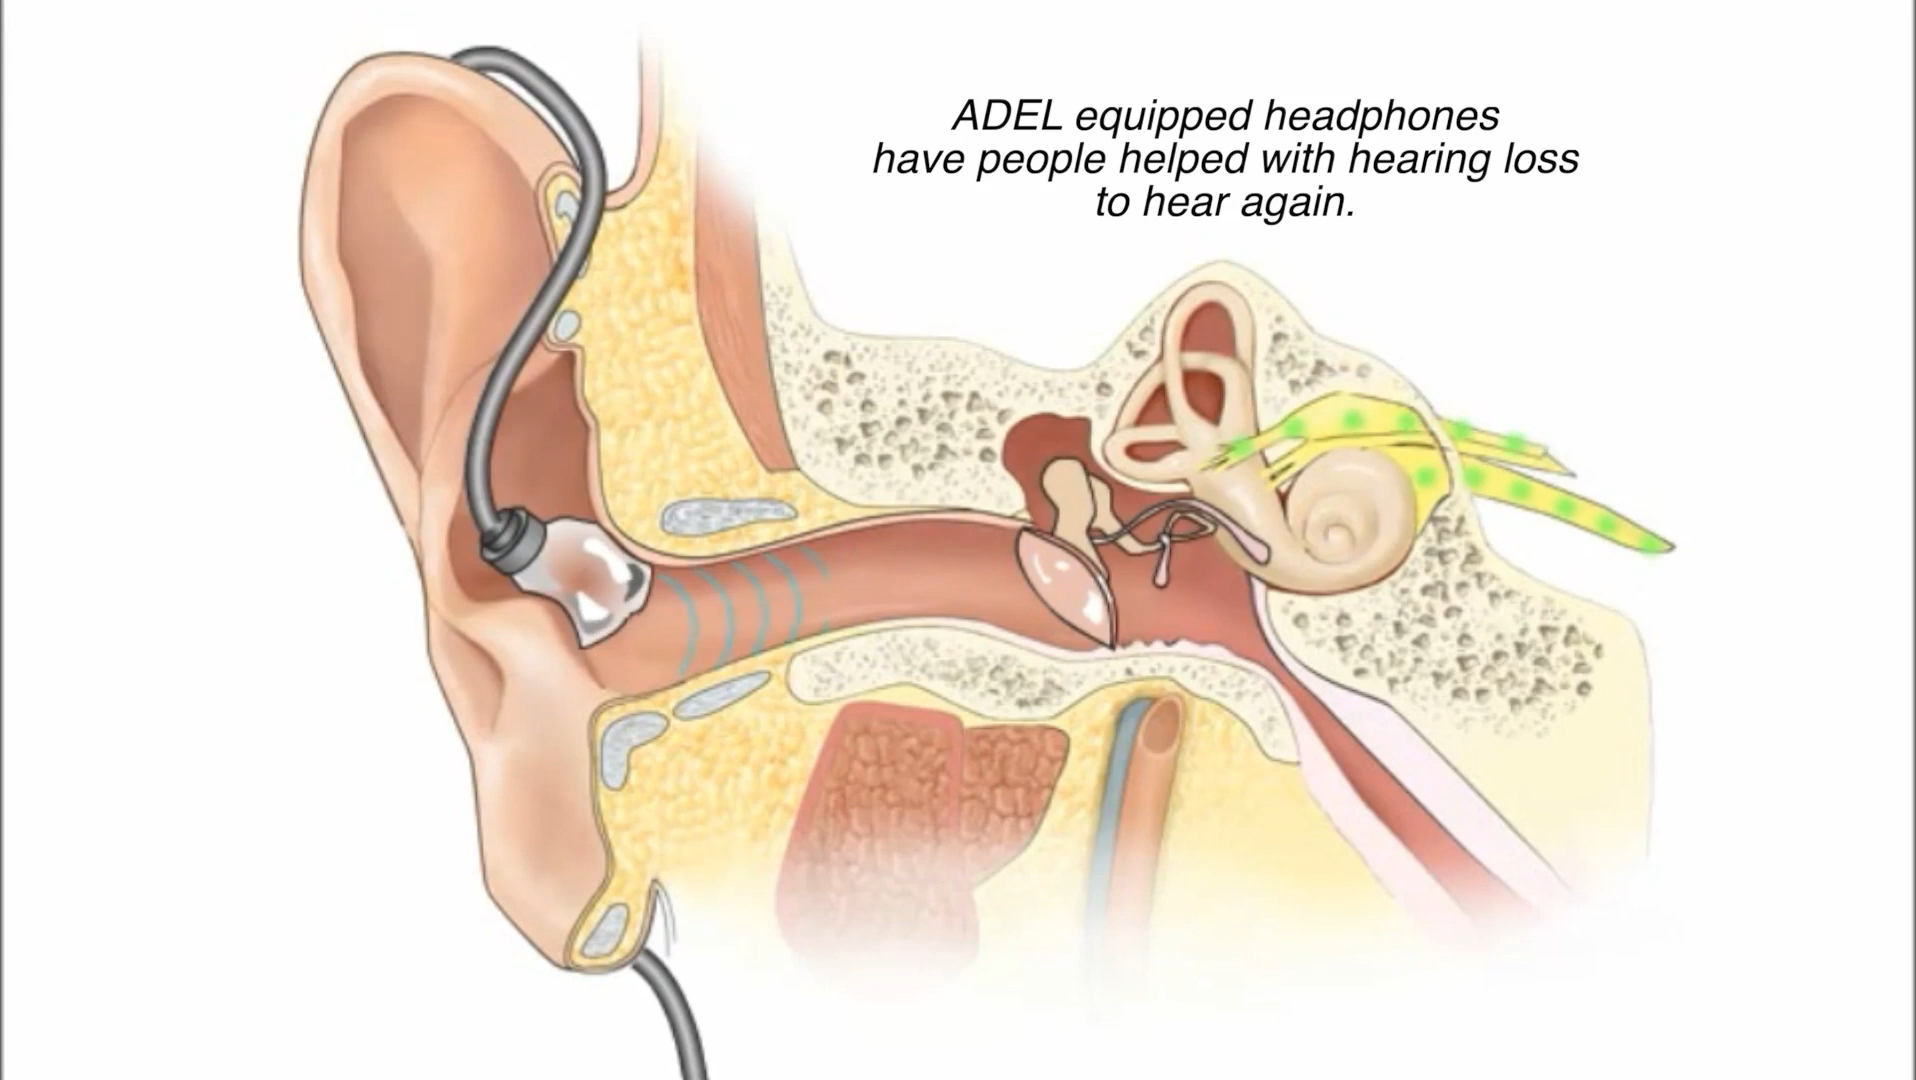 ADEL equipped headphones
have people helped with hearing loss
to hear again.